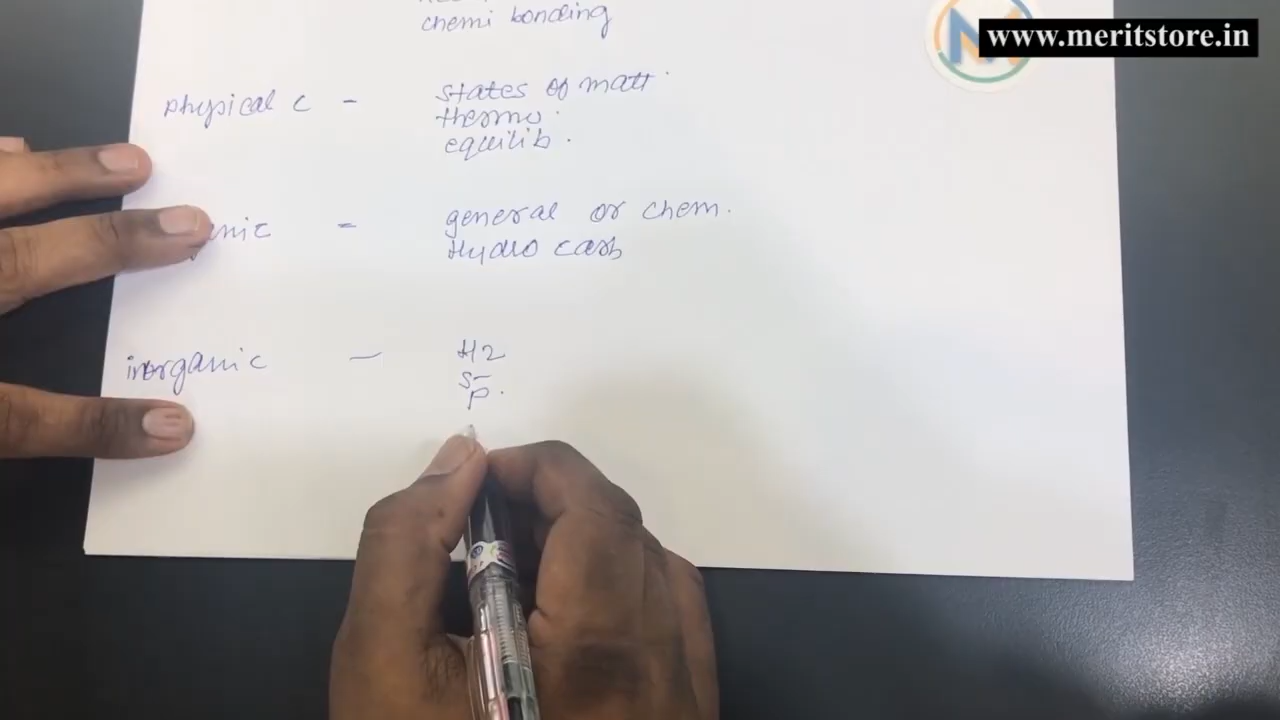 chemi bonding
www.meritstore.in
physical c - states of matt.
thermo.
equilib.
nic - general or chem.
Hydro carb
inorganic - H2
s-
p.